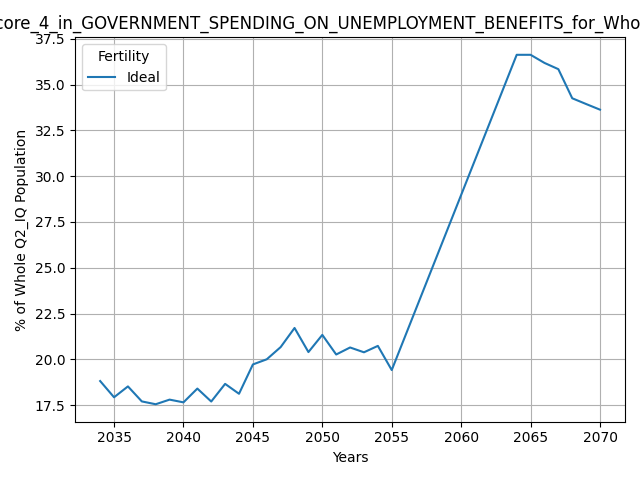 core_4_in_GOVERNMENT_SPENDING_ON_UNEMPLOYMENT_BENEFITS_for_Who
37.5
35.0
32.5
30.0
27.5
25.0
22.5
20.0
17.5
% of Whole Q2_IQ Population
Fertility
Ideal
2035 2040 2045 2050 2055 2060 2065 2070
Years